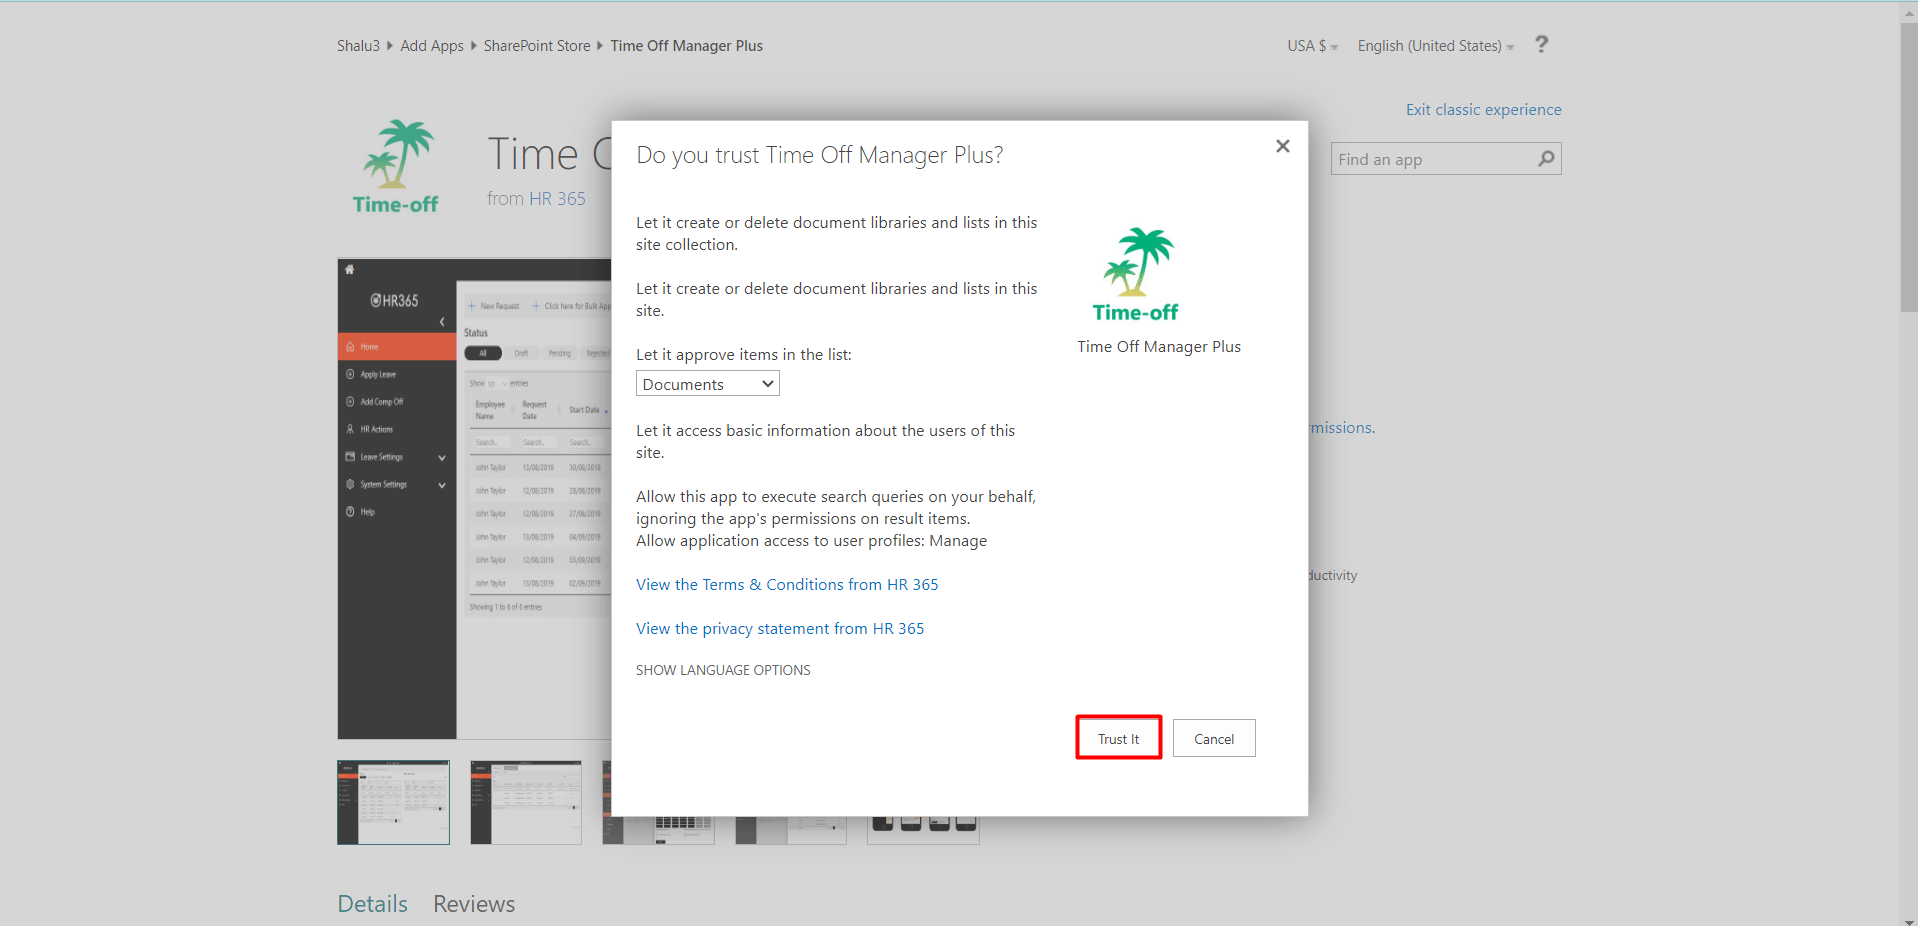 Shalu3 Add Apps SharePoint Store Time Off Manager Plus
USA $ English (United States) ?
Exit classic experience
Find an app
Time-off
Time O
from HR 365
Do you trust Time Off Manager Plus?
Let it create or delete document libraries and lists in this
site collection.
Let it create or delete document libraries and lists in this
site.
Let it approve items in the list:
Documents
Let it access basic information about the users of this
site.
Allow this app to execute search queries on your behalf,
ignoring the app's permissions on result items.
Allow application access to user profiles: Manage
View the Terms & Conditions from HR 365
View the privacy statement from HR 365
SHOW LANGUAGE OPTIONS
Time-off
Time Off Manager Plus
Trust It
Cancel
rmissions.
ductivity
HR365
Home
Apply Leave
Add Comp Off
HR Actions
Leave Settings
System Settings
Help
New Request Click here for Bulk App
Status
All Draft Pending Rejected
Show 10 entries
Employee
Name
Request
Date
Start Date
Search.. Search.. Search..
John Taylor 13/08/2019 30/08/2019
John Taylor 12/08/2019 28/08/2019
John Taylor 12/08/2019 27/08/2019
John Taylor 13/08/2019 04/09/2019
John Taylor 12/08/2019 03/09/2019
John Taylor 13/08/2019 02/09/2019
Showing 1 to 6 of 6 entries
Details Reviews